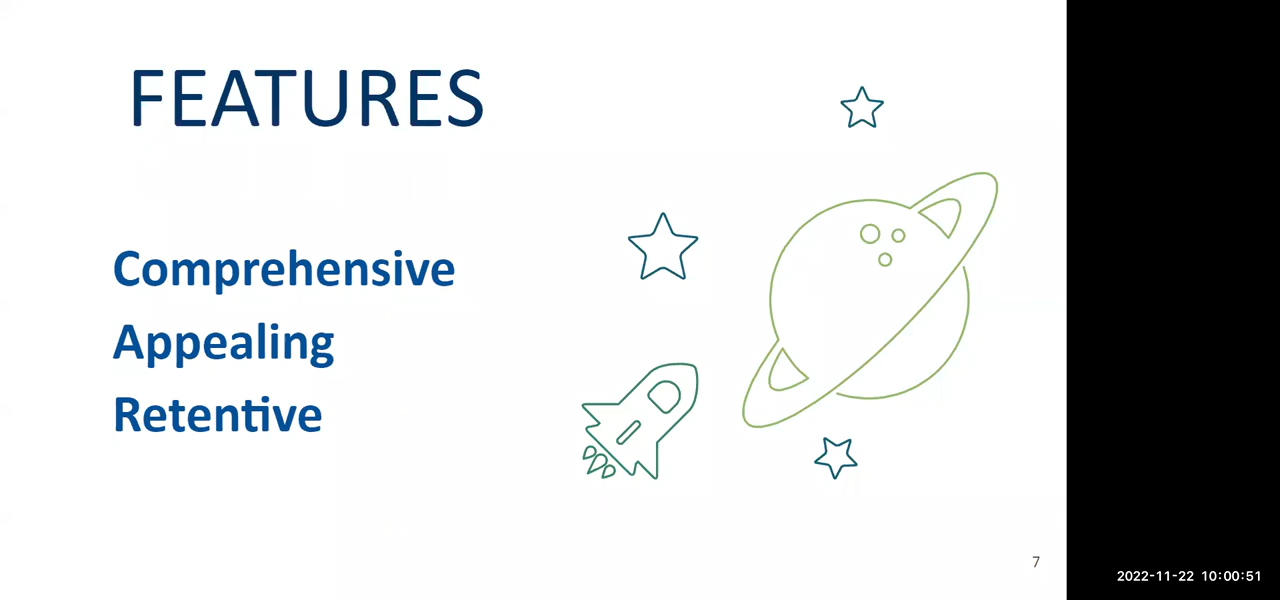 FEATURES
Comprehensive
Appealing
Retentive
7
2022-11-22 10:00:51